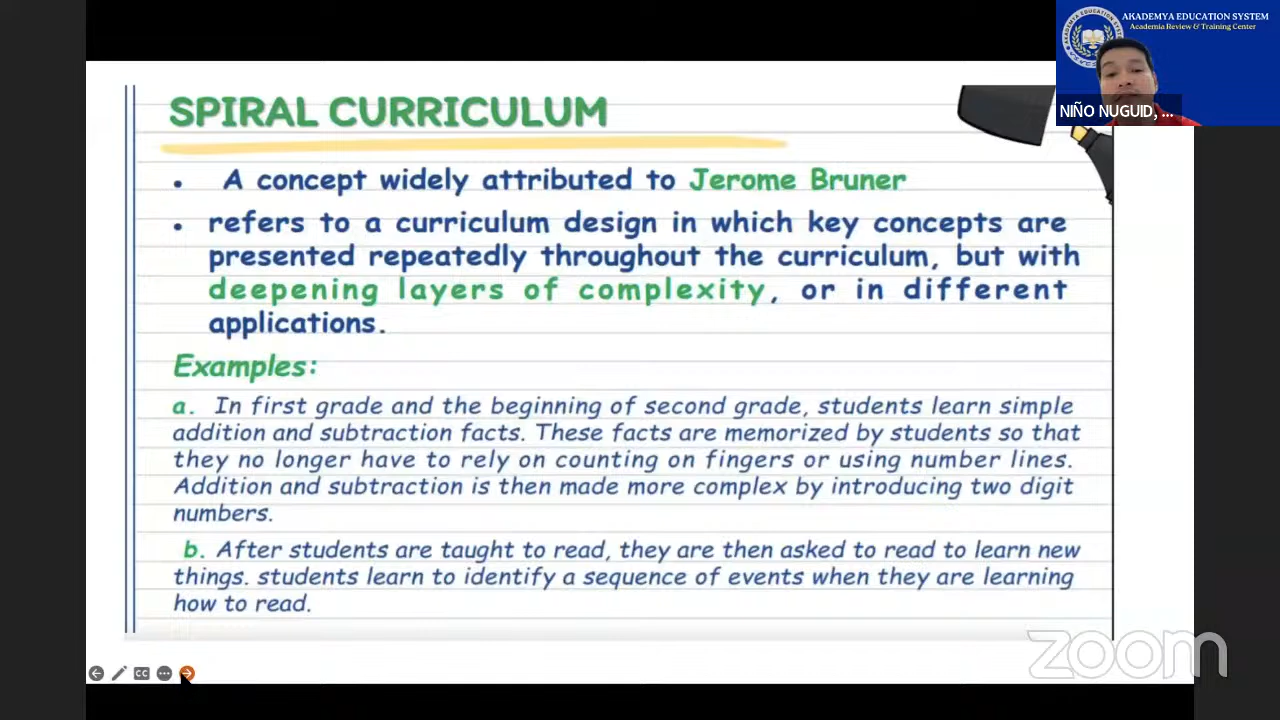 AKADEMYA EDUCATION SYSTEM
Academia Review & Training Center
NIÑO NUGUID, ...
SPIRAL CURRICULUM
• A concept widely attributed to Jerome Bruner
• refers to a curriculum design in which key concepts are
presented repeatedly throughout the curriculum, but with
deepening layers of complexity, or in different
applications.
Examples:
a. In first grade and the beginning of second grade, students learn simple
addition and subtraction facts. These facts are memorized by students so that
they no longer have to rely on counting on fingers or using number lines.
Addition and subtraction is then made more complex by introducing two digit
numbers.
b. After students are taught to read, they are then asked to read to learn new
things. students learn to identify a sequence of events when they are learning
how to read.
zoom
CC